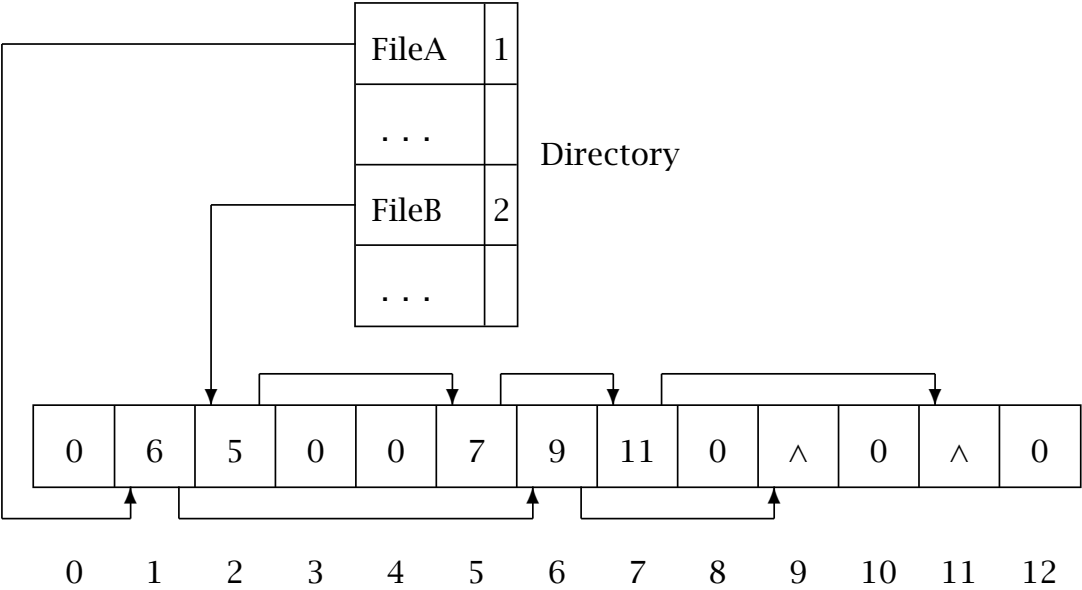 FileA 1
. . .
Directory
FileB 2
. . .
0 6 5 0 0 7 9 11 0 ∧ 0 ∧ 0
0 1 2 3 4 5 6 7 8 9 10 11 12